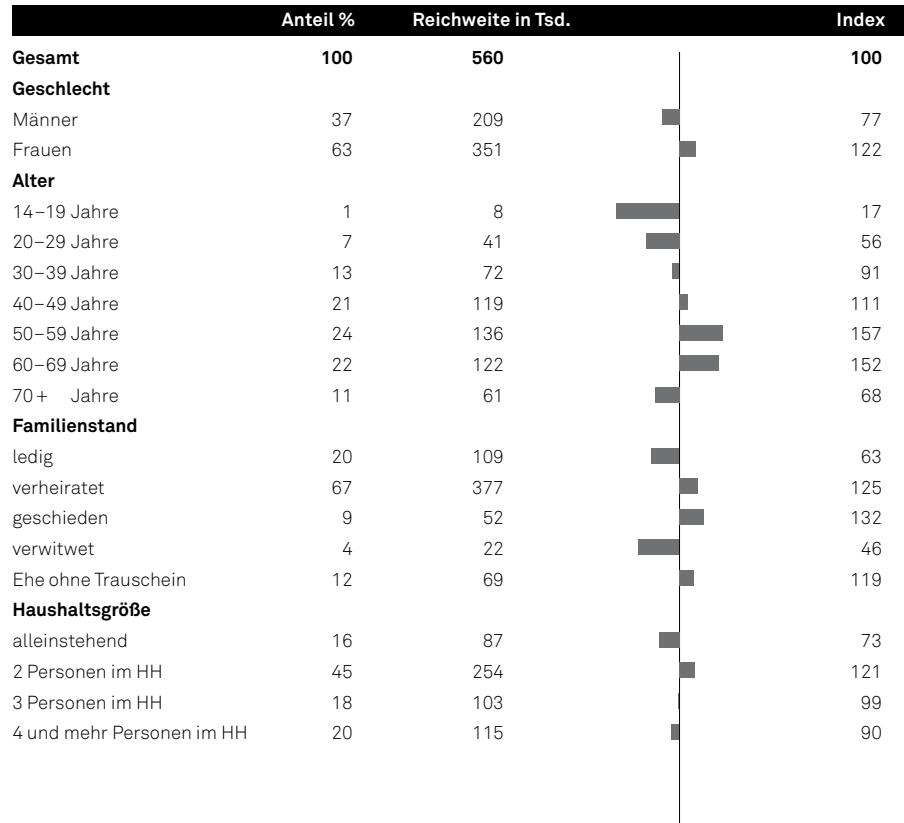 Anteil % Reichweite in Tsd. Index
Gesamt 100 560 100
Geschlecht
Männer 37 209 77
Frauen 63 351 122
Alter
14–19 Jahre 1 8 17
20–29 Jahre 7 41 56
30–39 Jahre 13 72 91
40–49 Jahre 21 119 111
50–59 Jahre 24 136 157
60–69 Jahre 22 122 152
70+ Jahre 11 61 68
Familienstand
ledig 20 109 63
verheiratet 67 377 125
geschieden 9 52 132
verwitwet 4 22 46
Ehe ohne Trauschein 12 69 119
Haushaltsgröße
alleinstehend 16 87 73
2 Personen im HH 45 254 121
3 Personen im HH 18 103 99
4 und mehr Personen im HH 20 115 90